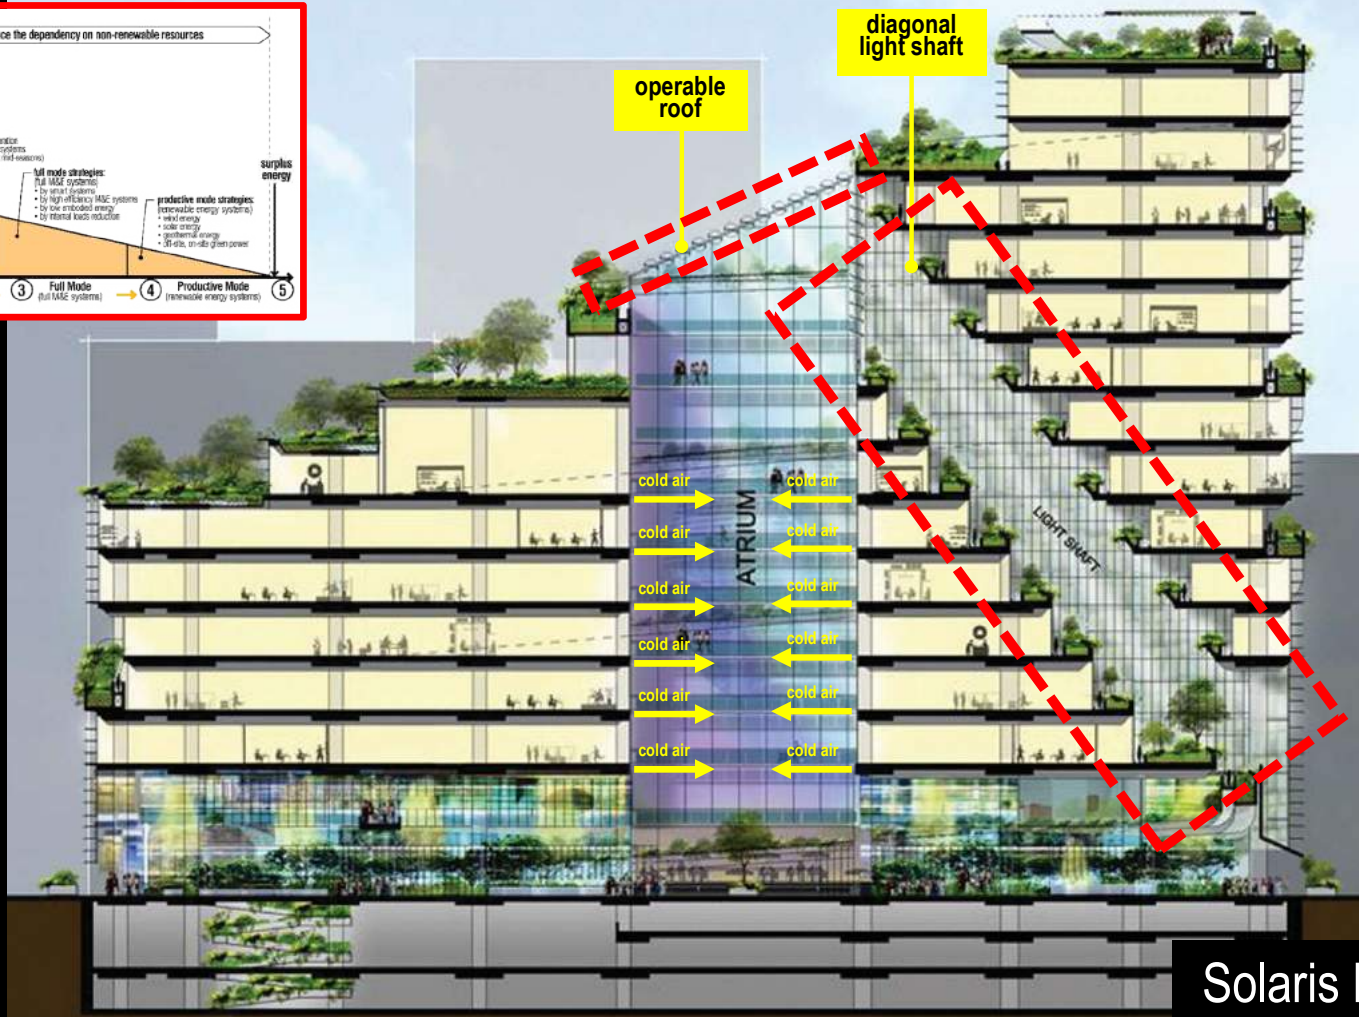 ce the dependency on non-renewable resources
systems
mid-seasons)
full mode strategies:
(full M&E systems)
• by smart systems
• by high efficiency M&E systems
• by low embodied energy
• by internal loads reduction
productive mode strategies:
(renewable energy systems)
• wind energy
• solar energy
• geothermal energy
• off-site, on-site green power
surplus
energy
3 Full Mode
(full M&E systems)
4 Productive Mode
(renewable energy systems)
5
operable
roof
diagonal
light shaft
cold air cold air
cold air cold air
cold air cold air
cold air cold air
cold air cold air
cold air cold air
ATRIUM
LIGHT SHAFT
Solaris